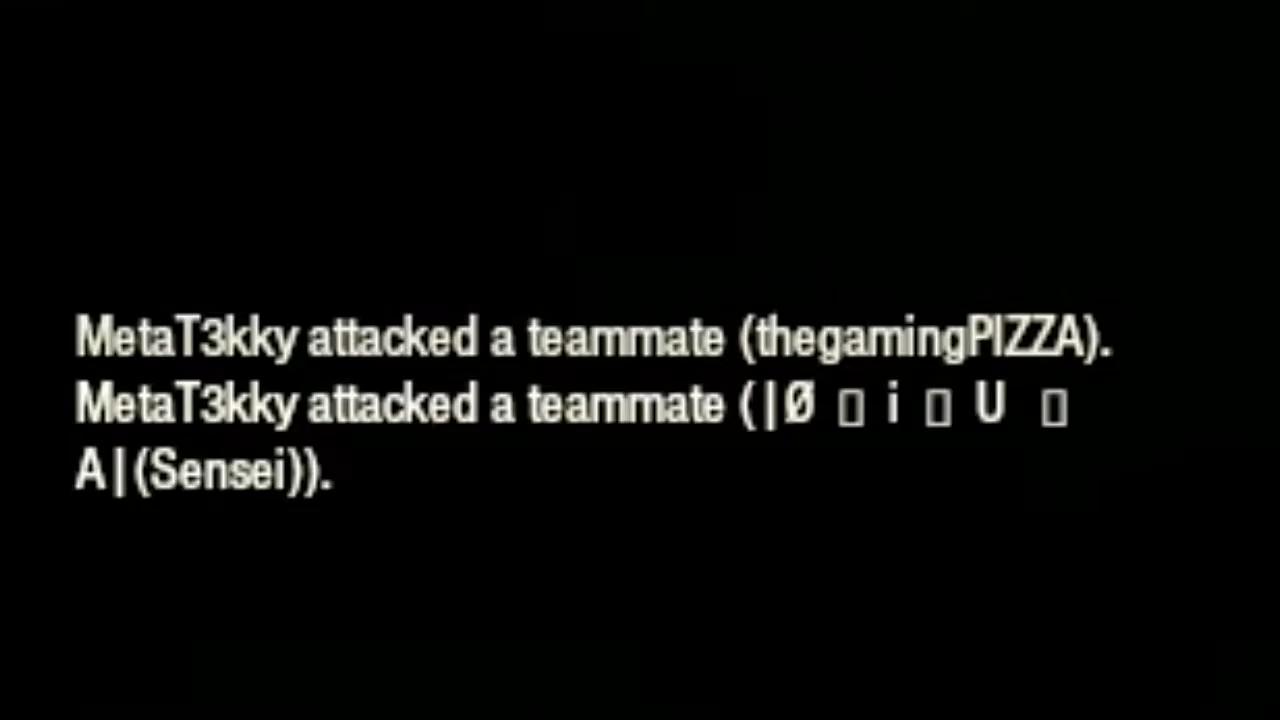 MetaT3kky attacked a teammate (thegamingPIZZA).
MetaT3kky attacked a teammate (|Ø ▯ i ▯ U ▯
A|(Sensei)).